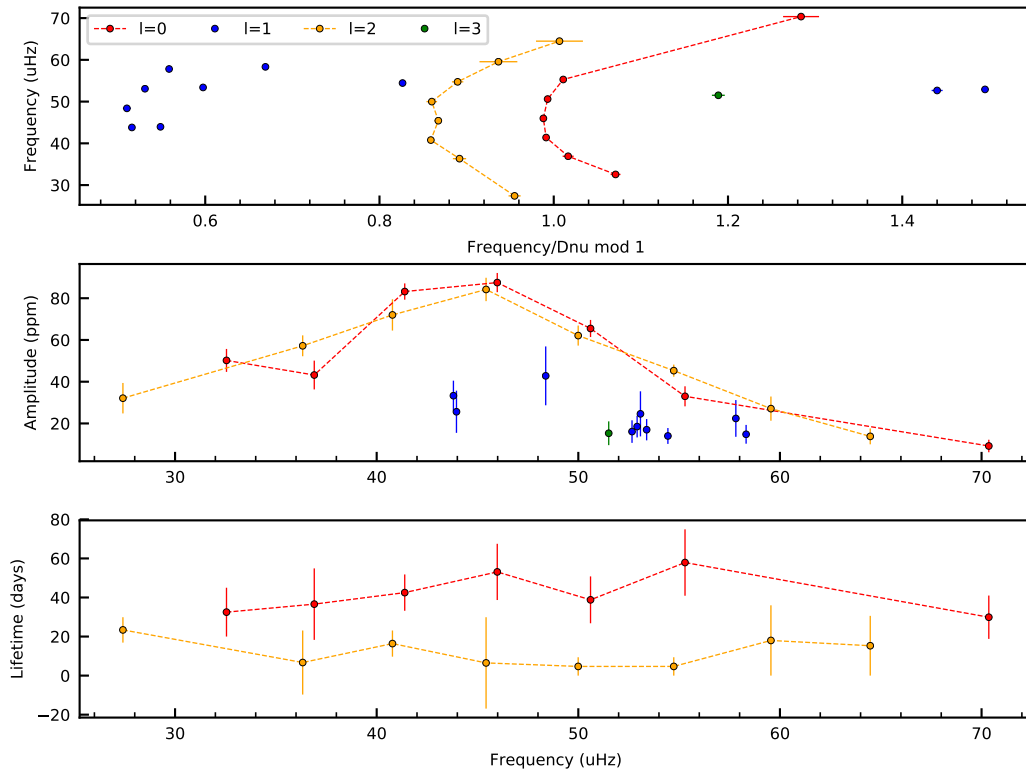 70
60
50
40
30
Frequency (uHz)
l=0 l=1 l=2 l=3
0.6 0.8 1.0 1.2 1.4
Frequency/Dnu mod 1
80
60
40
20
Amplitude (ppm)
30 40 50 60 70
80
60
40
20
0
−20
Lifetime (days)
30 40 50 60 70
Frequency (uHz)